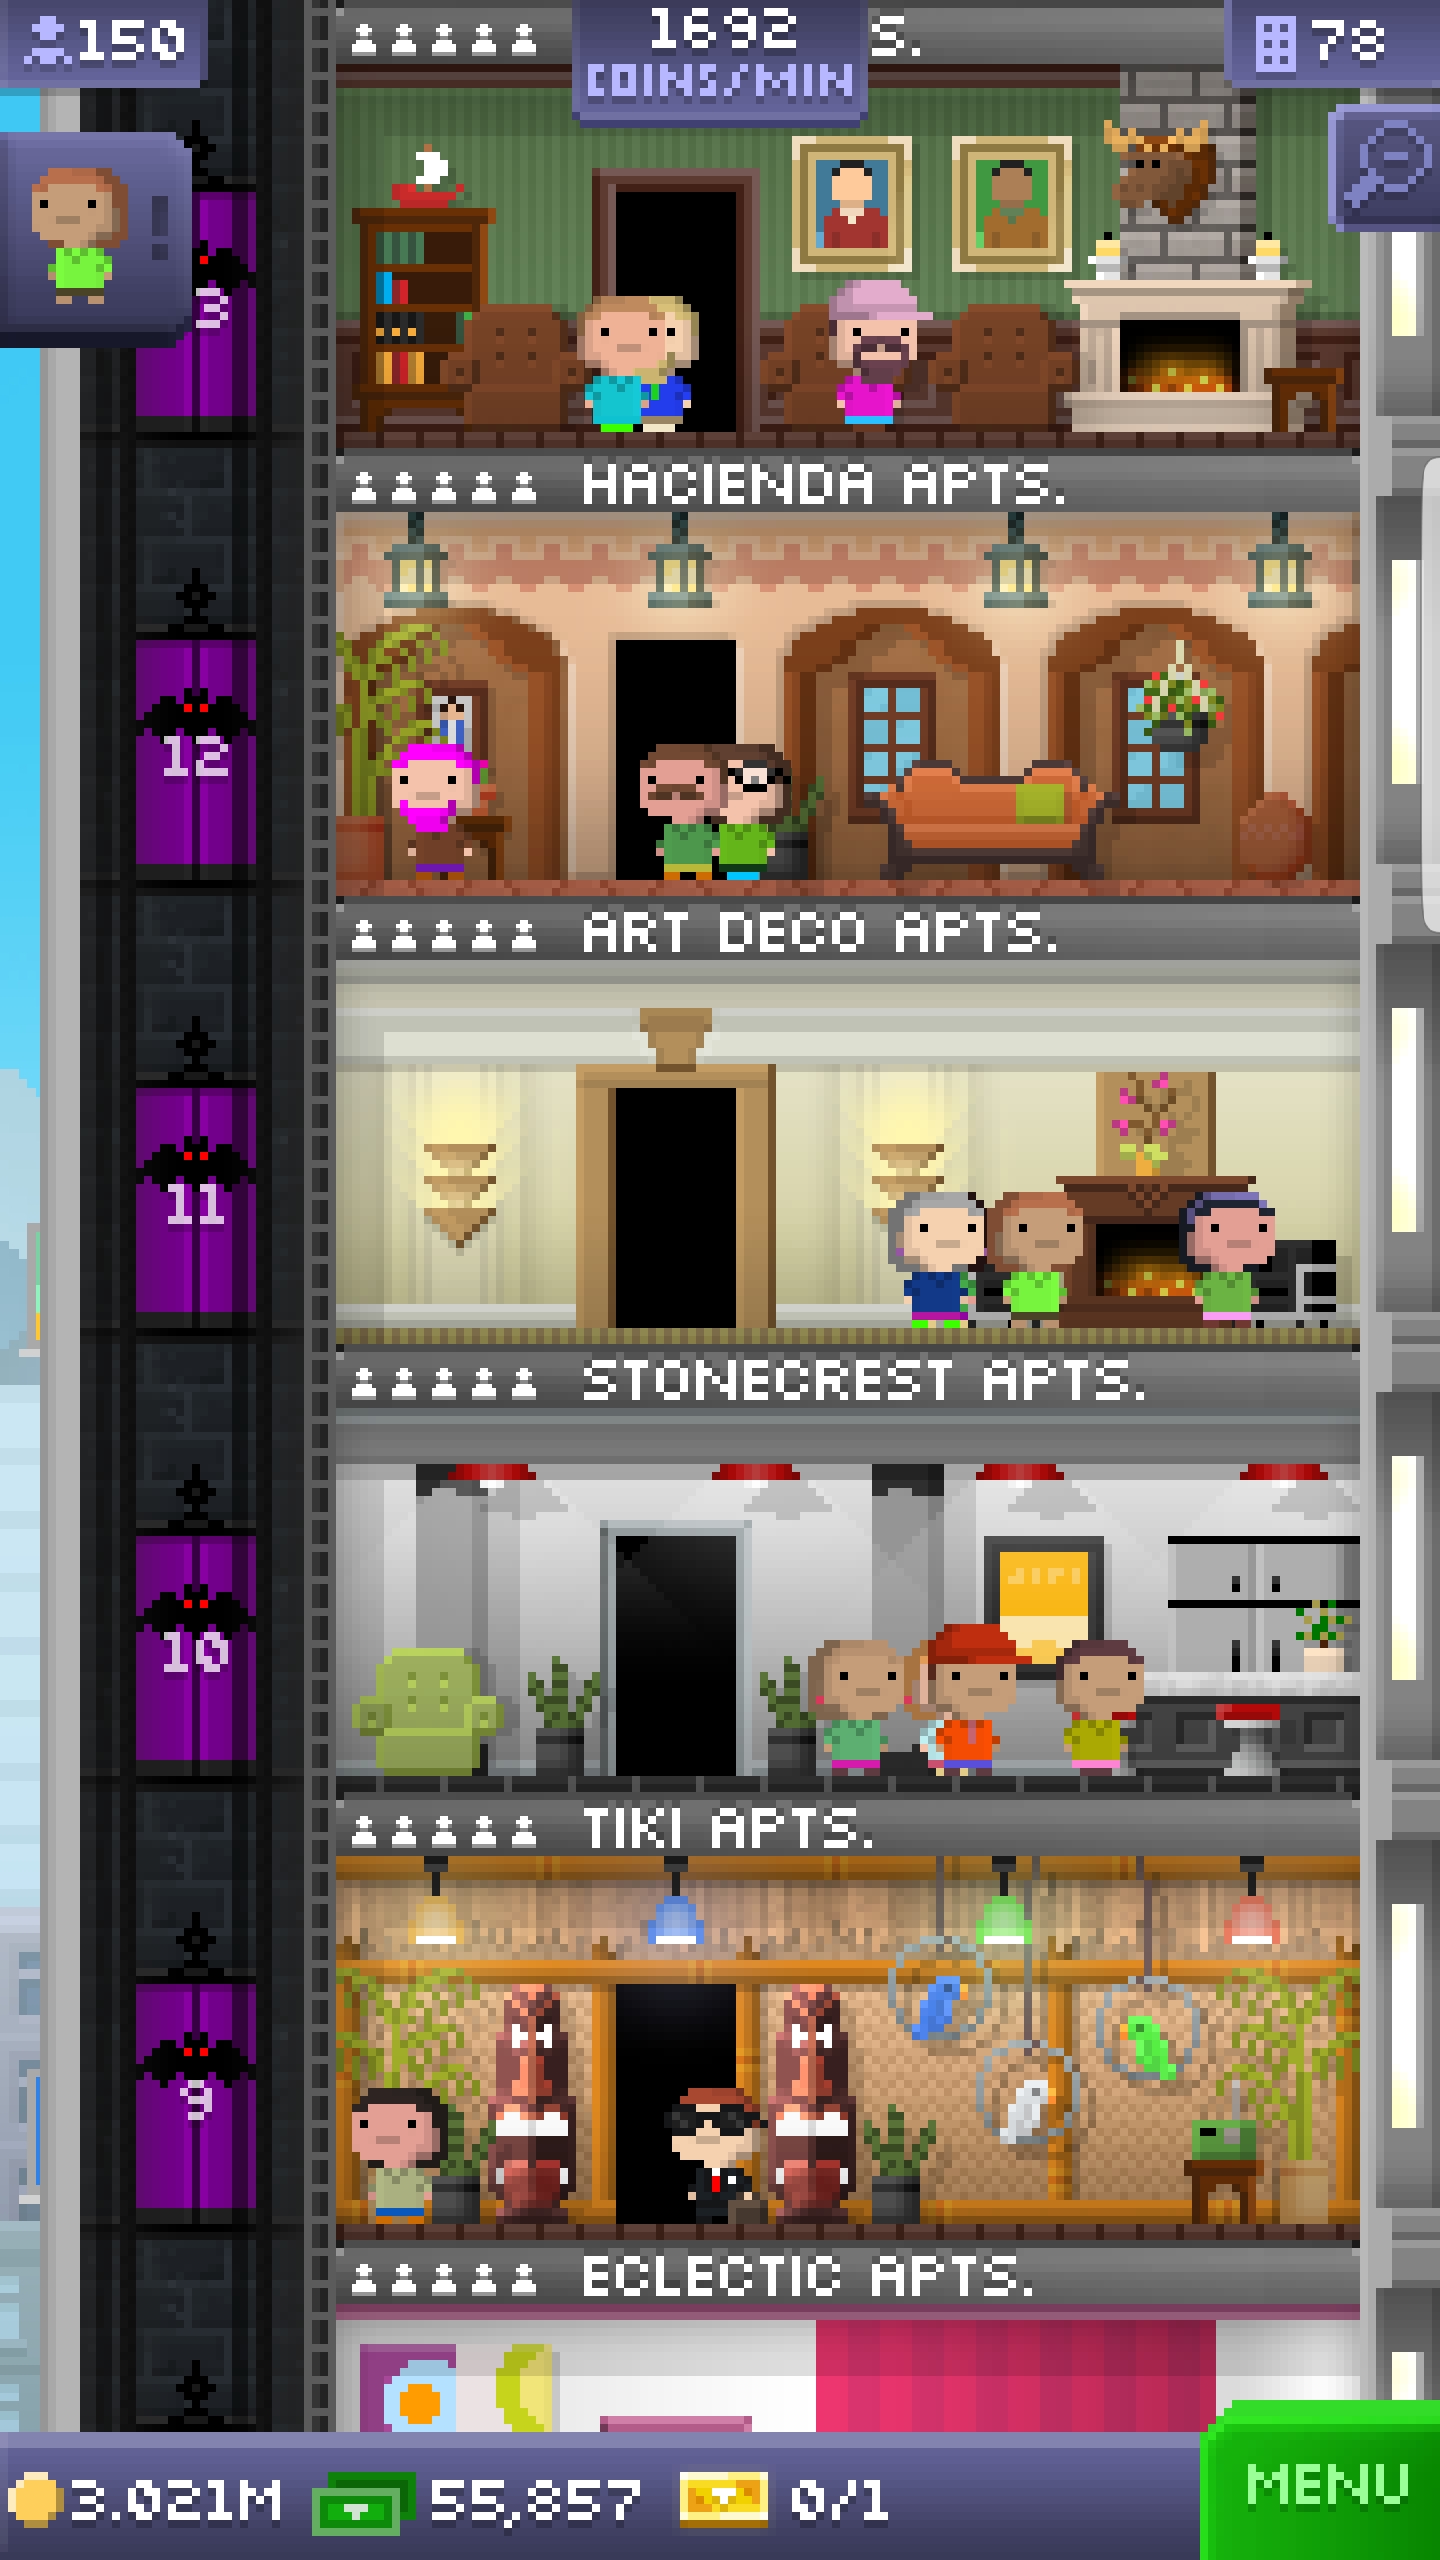 150
1692
COINS/MIN
S.
78
3
HACIENDA APTS.
12
ART DECO APTS.
11
STONECREST APTS.
10
TIKI APTS.
9
ECLECTIC APTS.
3.021M
55,857
0/1
MENU